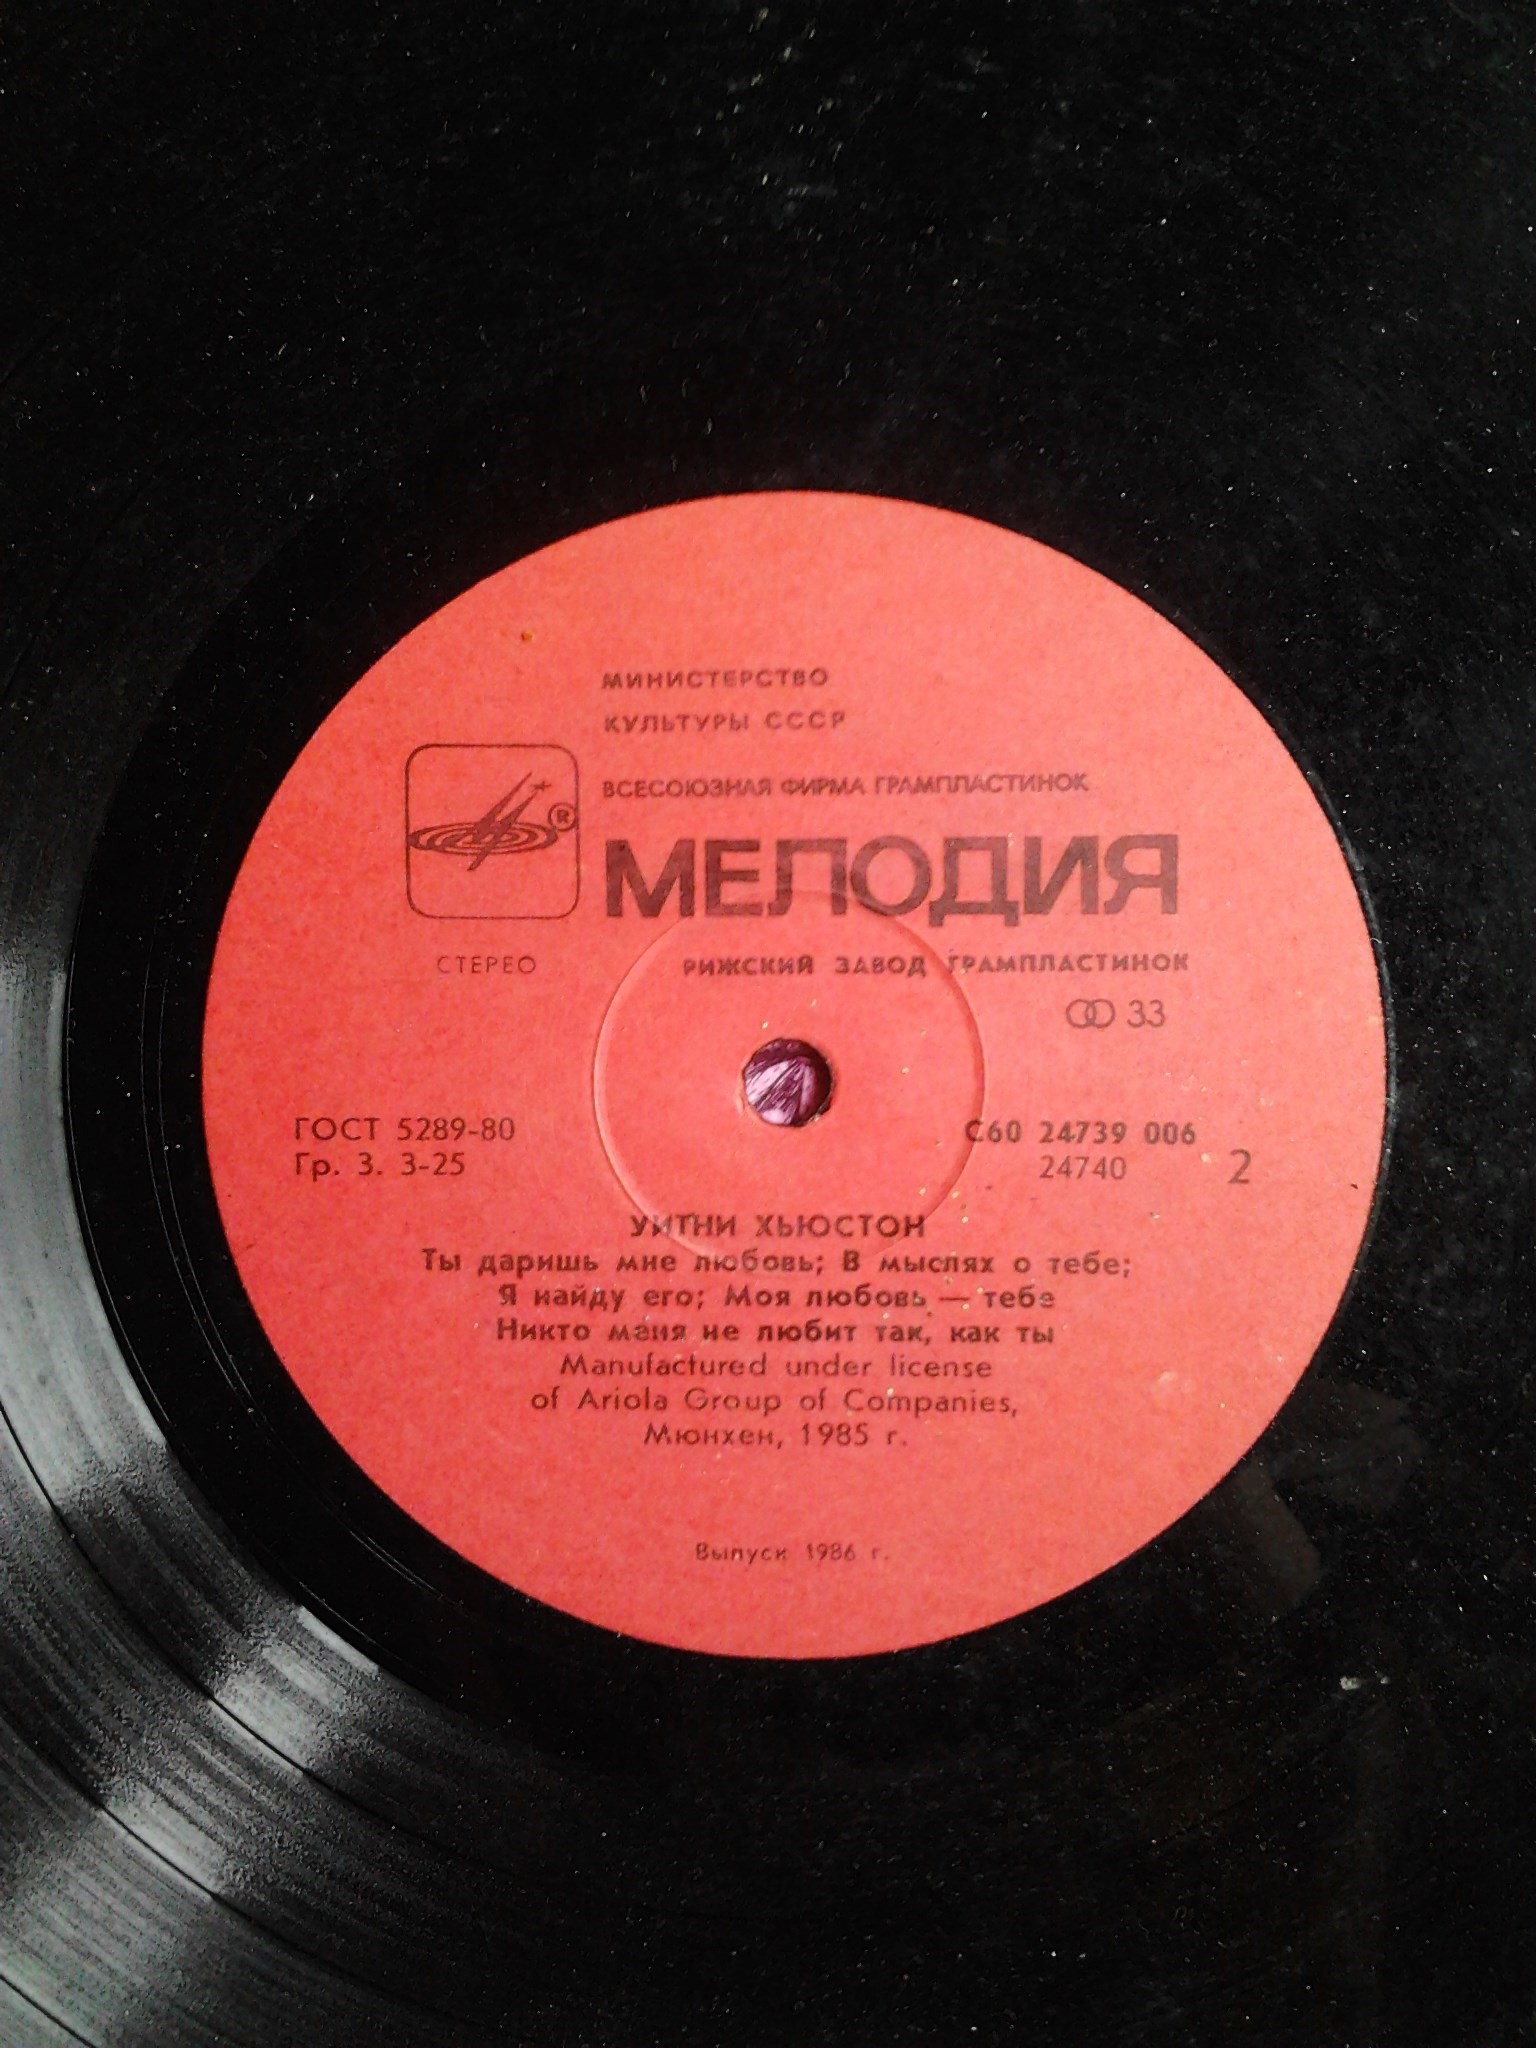 МИНИСТЕРСТВО
КУЛЬТУРЫ СССР
ВСЕСОЮЗНАЯ ФИРМА ГРАМПЛАСТИНОК
®
МЕЛОДИЯ
СТЕРЕО
РИЖСКИЙ ЗАВОД ГРАМПЛАСТИНОК
33
ГОСТ 5289-80
Гр. 3. 3-25
С60 24739 006
24740
2
УИТНИ ХЬЮСТОН
Ты даришь мне любовь; В мыслях о тебе;
Я найду его; Моя любовь — тебе
Никто меня не любит так, как ты
Manufactured under license
of Ariola Group of Companies,
Мюнхен, 1985 г.
Выпуск 1986 г.